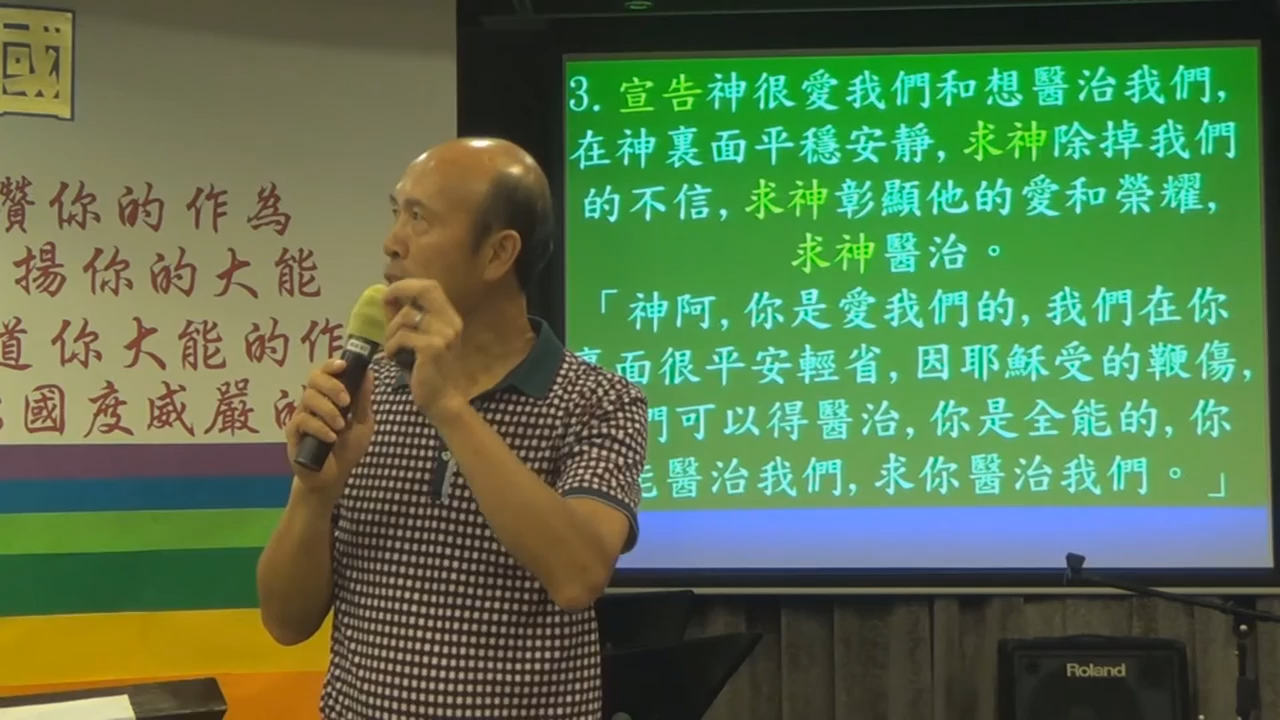 國
讚你的作為
揚你的大能
道你大能的作
國度威嚴的
3. 宣告神很愛我們和想醫治我們,
在神裏面平穩安靜, 求神除掉我們
的不信, 求神彰顯他的愛和榮耀,
求神醫治。
「神阿, 你是愛我們的, 我們在你
裏面很平安輕省, 因耶穌受的鞭傷,
們可以得醫治, 你是全能的, 你
能醫治我們, 求你醫治我們。」
Roland